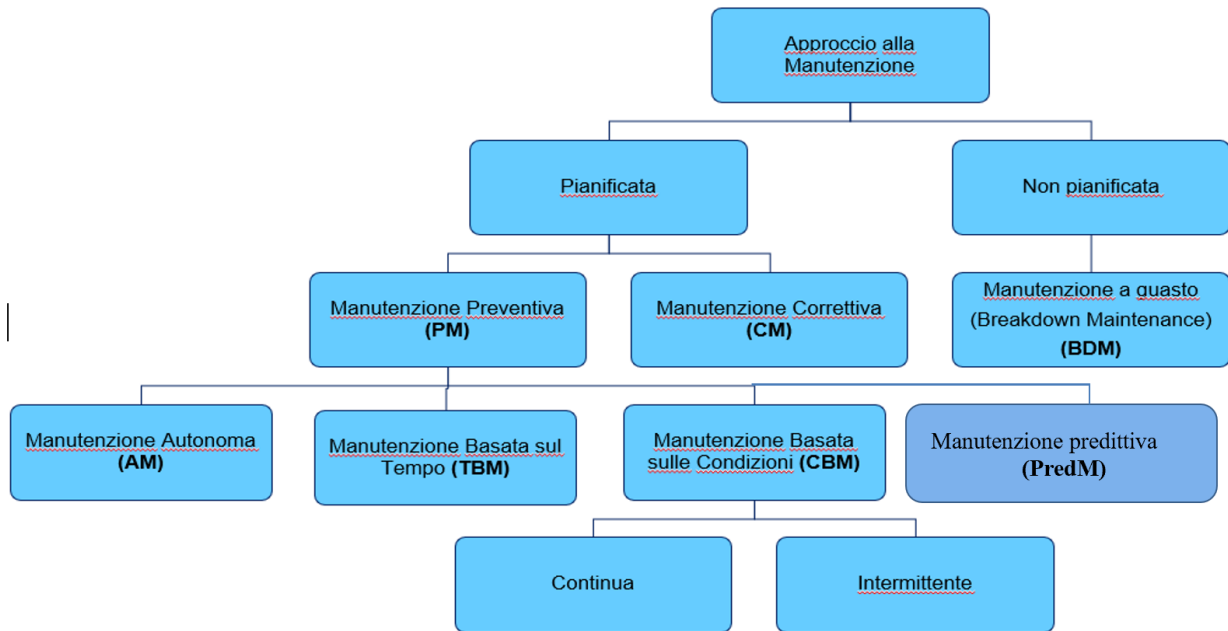 Approccio alla
Manutenzione
Pianificata
Non pianificata
Manutenzione Preventiva
(PM)
Manutenzione Correttiva
(CM)
Manutenzione a guasto
(Breakdown Maintenance)
(BDM)
Manutenzione Autonoma
(AM)
Manutenzione Basata sul
Tempo (TBM)
Manutenzione Basata
sulle Condizioni (CBM)
Manutenzione predittiva
(PredM)
Continua
Intermittente